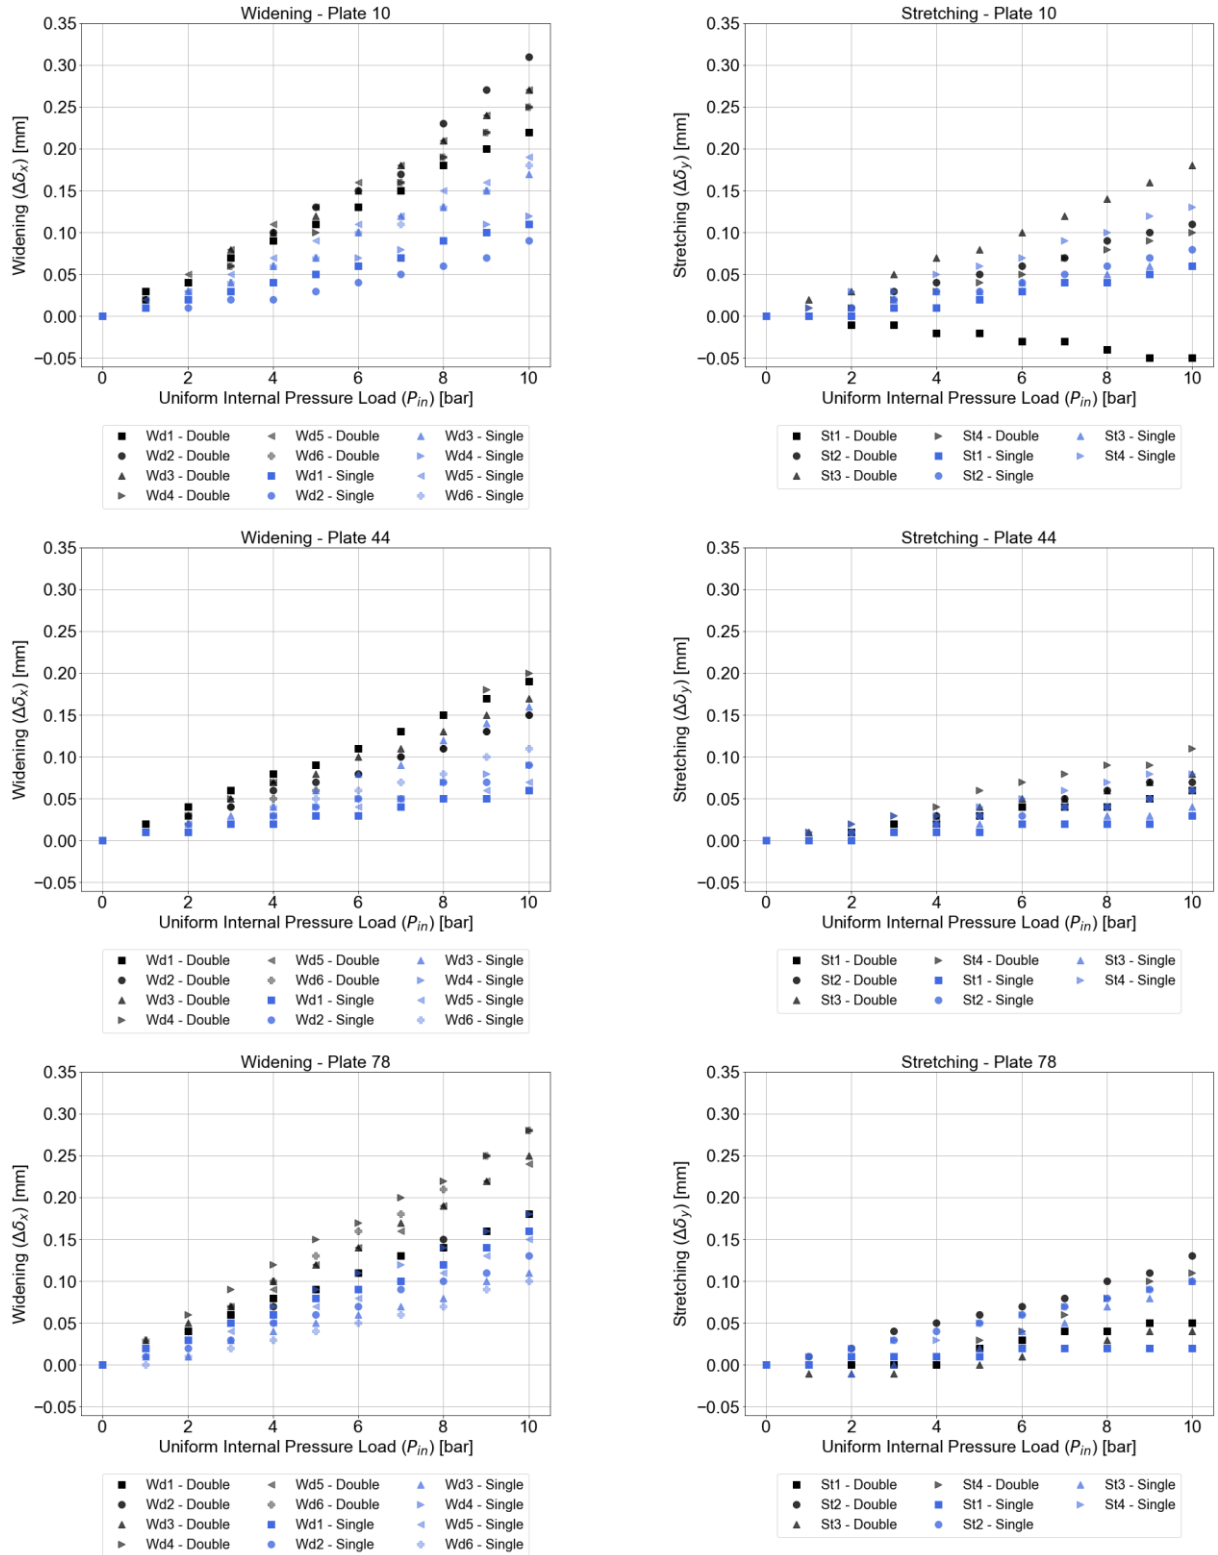 Widening - Plate 10
Widening (Δδx) [mm]
0.35
0.30
0.25
0.20
0.15
0.10
0.05
0.00
−0.05
0 2 4 6 8 10
Uniform Internal Pressure Load (Pin) [bar]
Wd1 - Double Wd5 - Double Wd3 - Single
Wd2 - Double Wd6 - Double Wd4 - Single
Wd3 - Double Wd1 - Single Wd5 - Single
Wd4 - Double Wd2 - Single Wd6 - Single
Stretching - Plate 10
Stretching (Δδy) [mm]
0.35
0.30
0.25
0.20
0.15
0.10
0.05
0.00
−0.05
0 2 4 6 8 10
Uniform Internal Pressure Load (Pin) [bar]
St1 - Double St4 - Double St3 - Single
St2 - Double St1 - Single St4 - Single
St3 - Double St2 - Single
Widening - Plate 44
Widening (Δδx) [mm]
0.35
0.30
0.25
0.20
0.15
0.10
0.05
0.00
−0.05
0 2 4 6 8 10
Uniform Internal Pressure Load (Pin) [bar]
Wd1 - Double Wd5 - Double Wd3 - Single
Wd2 - Double Wd6 - Double Wd4 - Single
Wd3 - Double Wd1 - Single Wd5 - Single
Wd4 - Double Wd2 - Single Wd6 - Single
Stretching - Plate 44
Stretching (Δδy) [mm]
0.35
0.30
0.25
0.20
0.15
0.10
0.05
0.00
−0.05
0 2 4 6 8 10
Uniform Internal Pressure Load (Pin) [bar]
St1 - Double St4 - Double St3 - Single
St2 - Double St1 - Single St4 - Single
St3 - Double St2 - Single
Widening - Plate 78
Widening (Δδx) [mm]
0.35
0.30
0.25
0.20
0.15
0.10
0.05
0.00
−0.05
0 2 4 6 8 10
Uniform Internal Pressure Load (Pin) [bar]
Wd1 - Double Wd5 - Double Wd3 - Single
Wd2 - Double Wd6 - Double Wd4 - Single
Wd3 - Double Wd1 - Single Wd5 - Single
Wd4 - Double Wd2 - Single Wd6 - Single
Stretching - Plate 78
Stretching (Δδy) [mm]
0.35
0.30
0.25
0.20
0.15
0.10
0.05
0.00
−0.05
0 2 4 6 8 10
Uniform Internal Pressure Load (Pin) [bar]
St1 - Double St4 - Double St3 - Single
St2 - Double St1 - Single St4 - Single
St3 - Double St2 - Single